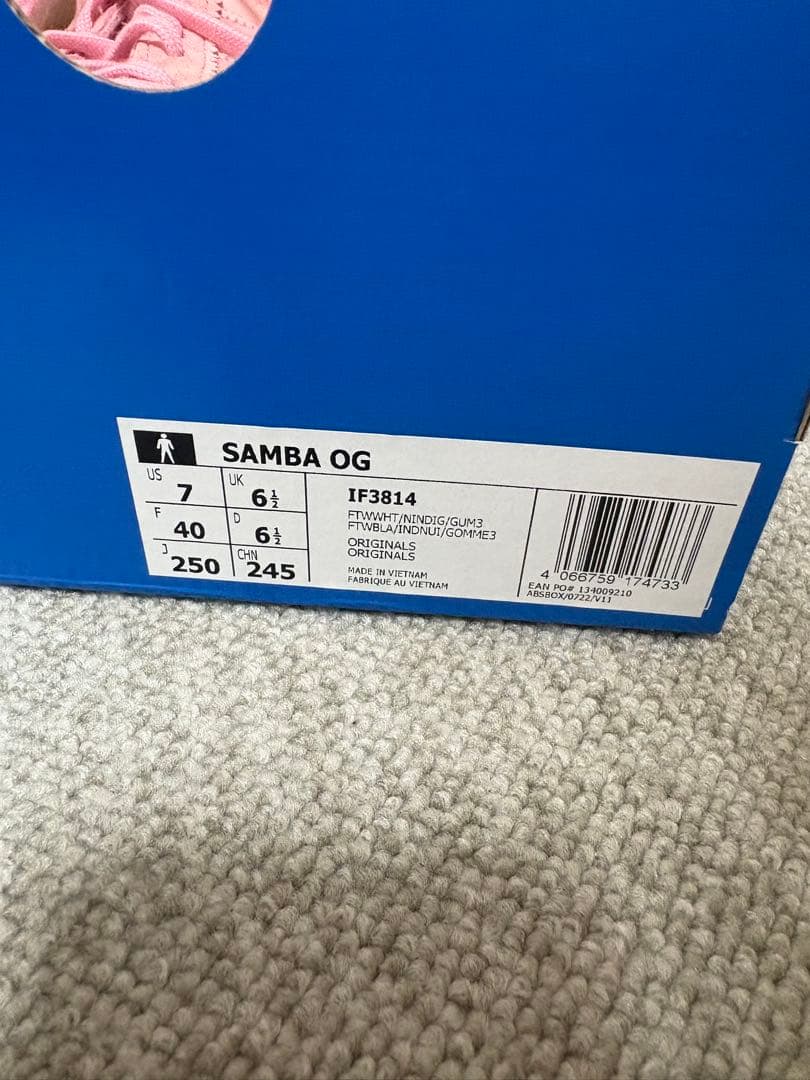 SAMBA OG
US 7 UK 6½
F 40 D 6½
J 250 CHN 245
IF3814
FTWWHT/NINDIG/GUM3
FTWBLA/INDNUI/GOMME3
ORIGINALS
ORIGINALS
MADE IN VIETNAM
FABRIQUE AU VIETNAM
4 066759 174733
EAN PO# 134009210
ABSBOX/0722/V11